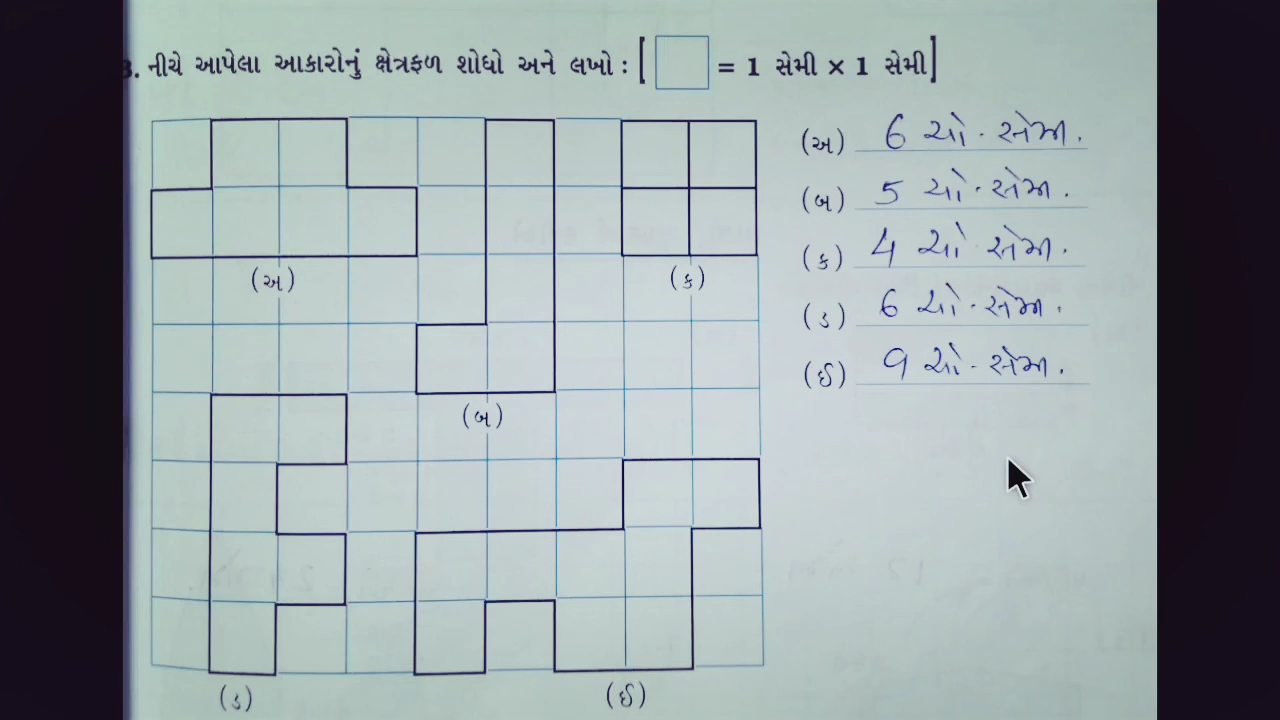 3. નીચે આપેલા આકારોનું ક્ષેત્રફળ શોધો અને લખો : [ = 1 સેમી × 1 સેમી]
(અ) 6 ચો. સેમી.
(બ) 5 ચો. સેમી.
(ક) 4 ચો. સેમી.
(ડ) 6 ચો. સેમી.
(ઈ) 9 ચો. સેમી.
(અ)
(ક)
(બ)
(ડ)
(ઈ)